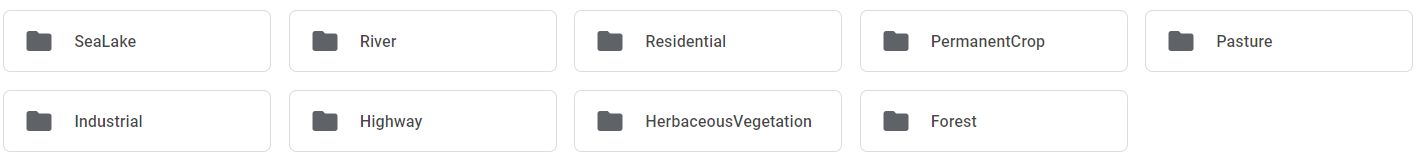 SeaLake River Residential PermanentCrop Pasture
Industrial Highway HerbaceousVegetation Forest